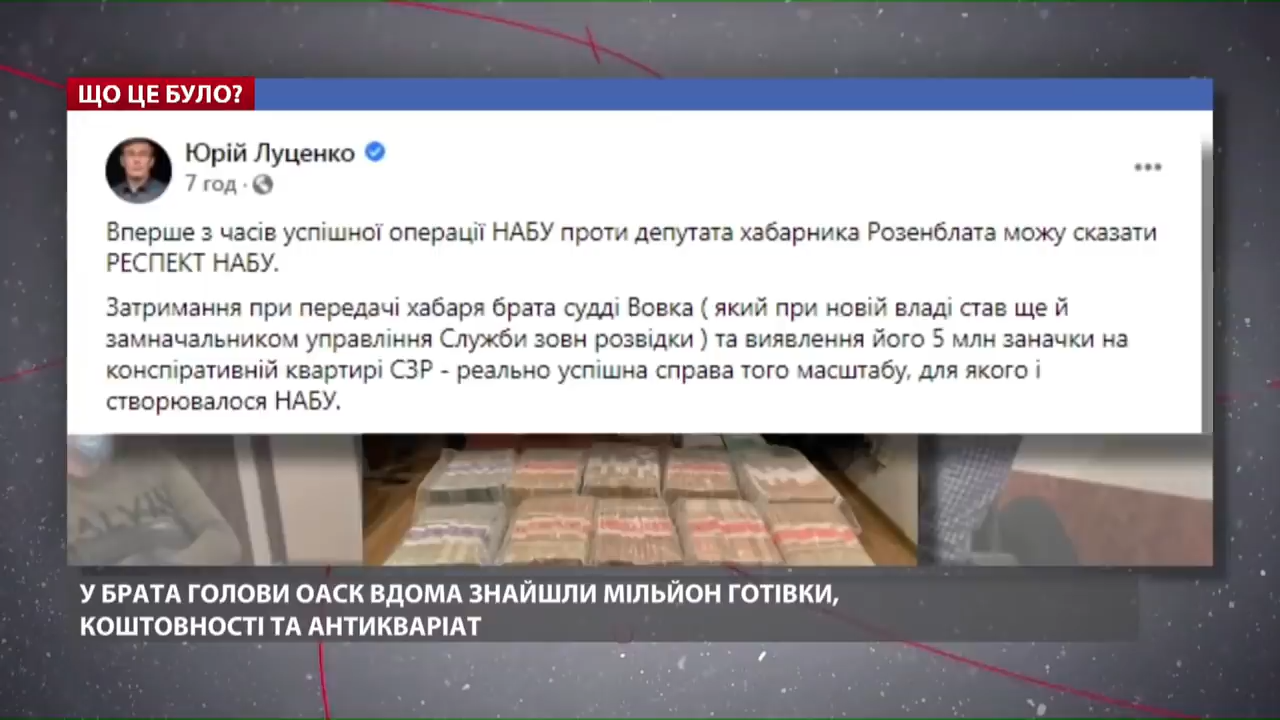 ЩО ЦЕ БУЛО?
Юрій Луценко
7 год ·
Вперше з часів успішної операції НАБУ проти депутата хабарника Розенблата можу сказати
РЕСПЕКТ НАБУ.
Затримання при передачі хабаря брата судді Вовка ( який при новій владі став ще й
замначальником управління Служби зовн розвідки ) та виявлення його 5 млн заначки на
конспіративній квартирі СЗР - реально успішна справа того масштабу, для якого і
створювалося НАБУ.
CALVIN
У БРАТА ГОЛОВИ ОАСК ВДОМА ЗНАЙШЛИ МІЛЬЙОН ГОТІВКИ,
КОШТОВНОСТІ ТА АНТИКВАРІАТ